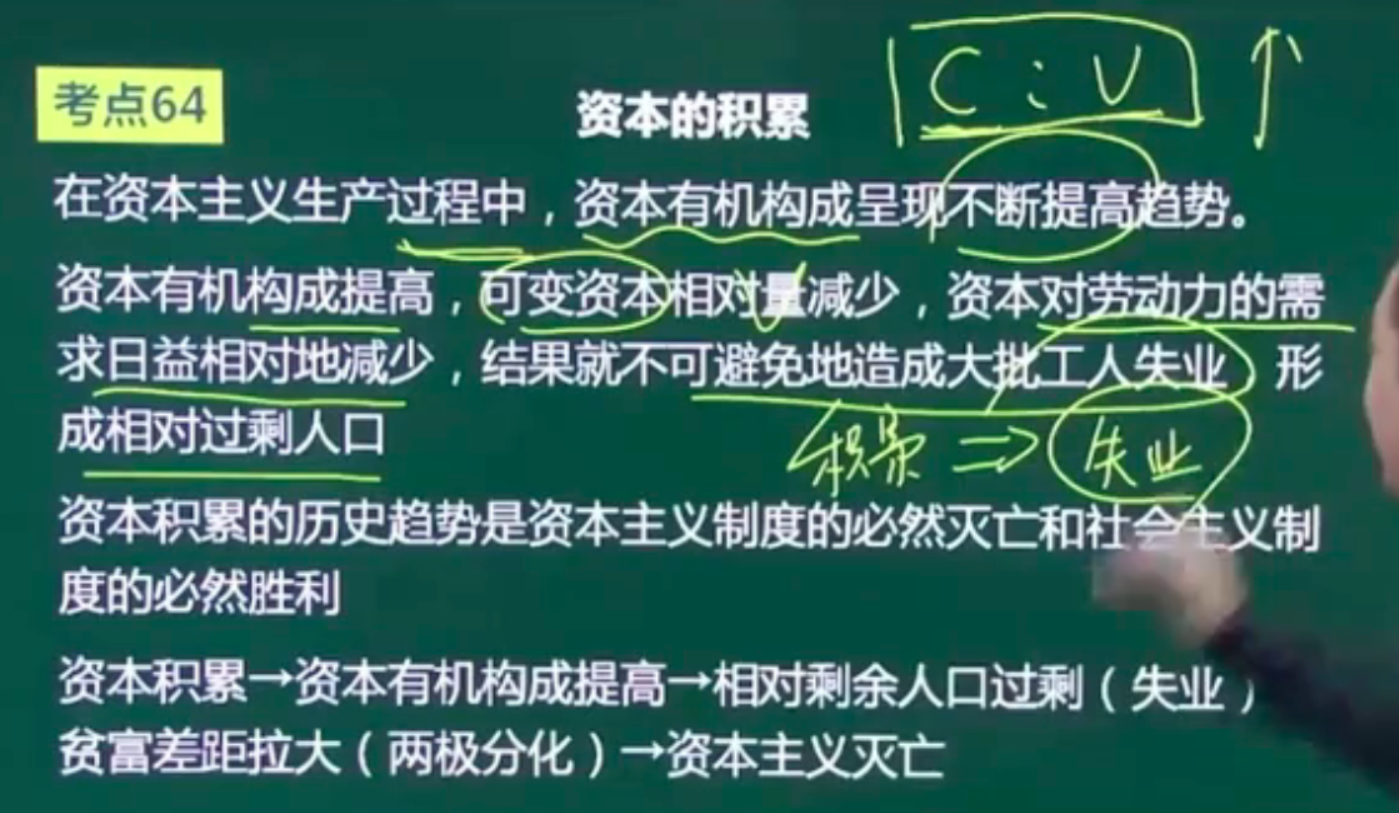 C : V ↑
考点64
资本的积累
在资本主义生产过程中，资本有机构成呈现不断提高趋势。
资本有机构成提高，可变资本相对量减少，资本对劳动力的需
求日益相对地减少，结果就不可避免地造成大批工人失业 形
成相对过剩人口
积累 ⇒ 失业
资本积累的历史趋势是资本主义制度的必然灭亡和社会主义制
度的必然胜利
资本积累→资本有机构成提高→相对剩余人口过剩（失业）
贫富差距拉大（两极分化）→资本主义灭亡